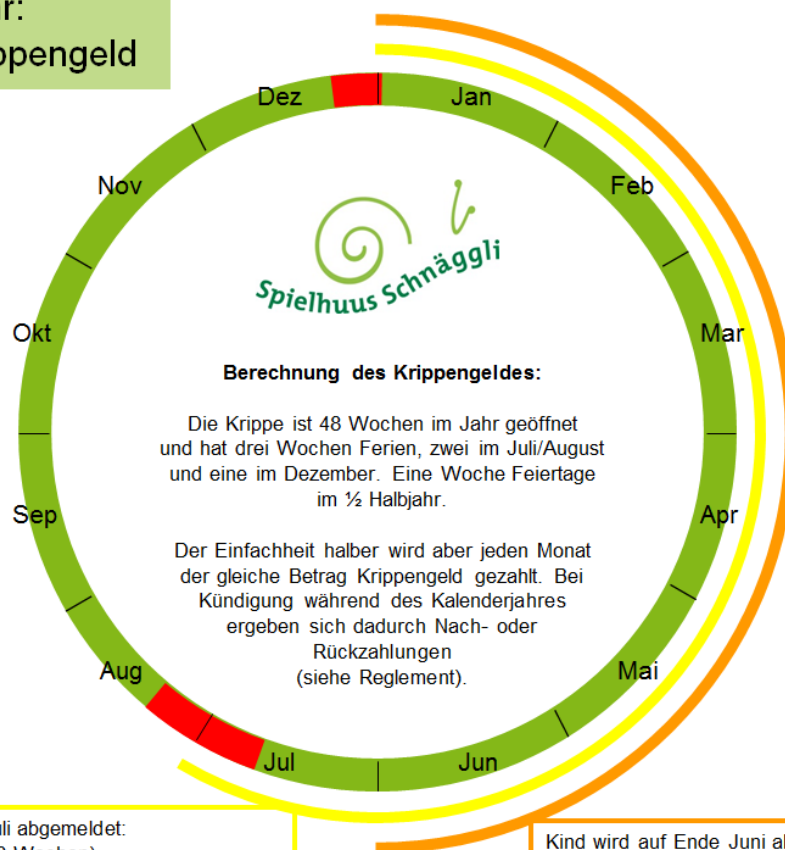 r:
ppengeld
Dez
Jan
Nov
Feb
Okt
Mar
Sep
Apr
Aug
Mai
Jul
Jun
Spielhuus Schnäggli
Berechnung des Krippengeldes:
Die Krippe ist 48 Wochen im Jahr geöffnet
und hat drei Wochen Ferien, zwei im Juli/August
und eine im Dezember. Eine Woche Feiertage
im ½ Halbjahr.
Der Einfachheit halber wird aber jeden Monat
der gleiche Betrag Krippengeld gezahlt. Bei
Kündigung während des Kalenderjahres
ergeben sich dadurch Nach- oder
Rückzahlungen
(siehe Reglement).
li abgemeldet:
Kind wird auf Ende Juni a